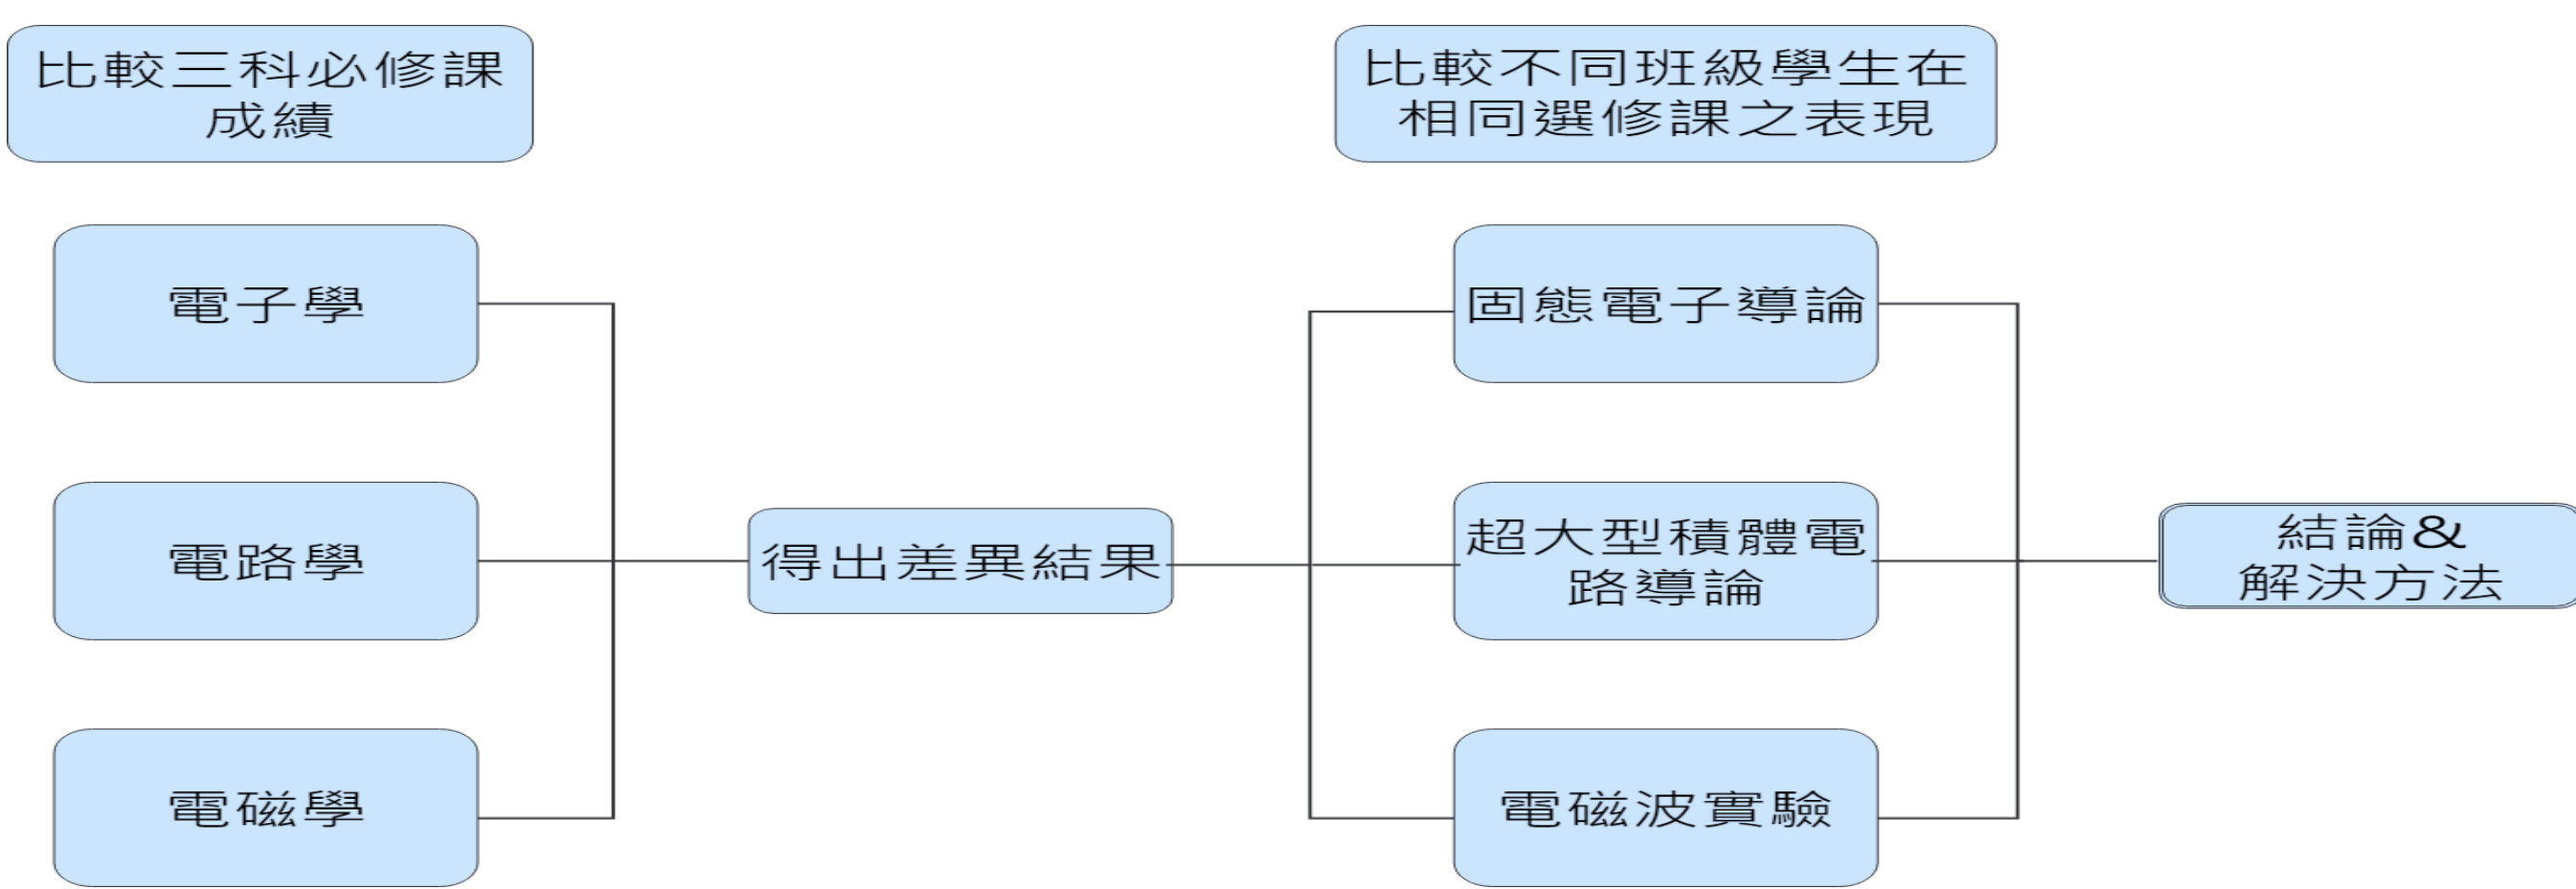 比較三科必修課
成績
比較不同班級學生在
相同選修課之表現
電子學
電路學
電磁學
得出差異結果
固態電子導論
超大型積體電
路導論
電磁波實驗
結論&
解決方法